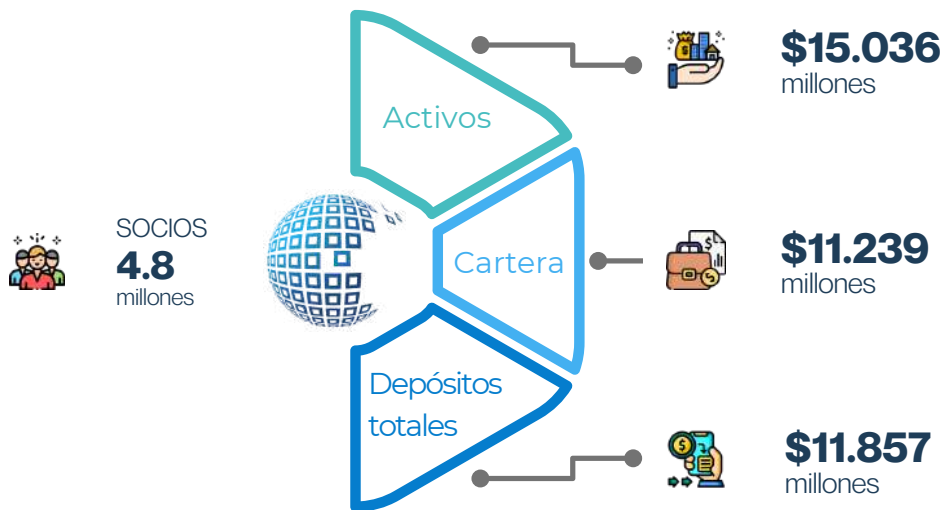 SOCIOS
4.8
millones
Activos
$15.036
millones
Cartera
$11.239
millones
Depósitos
totales
$11.857
millones